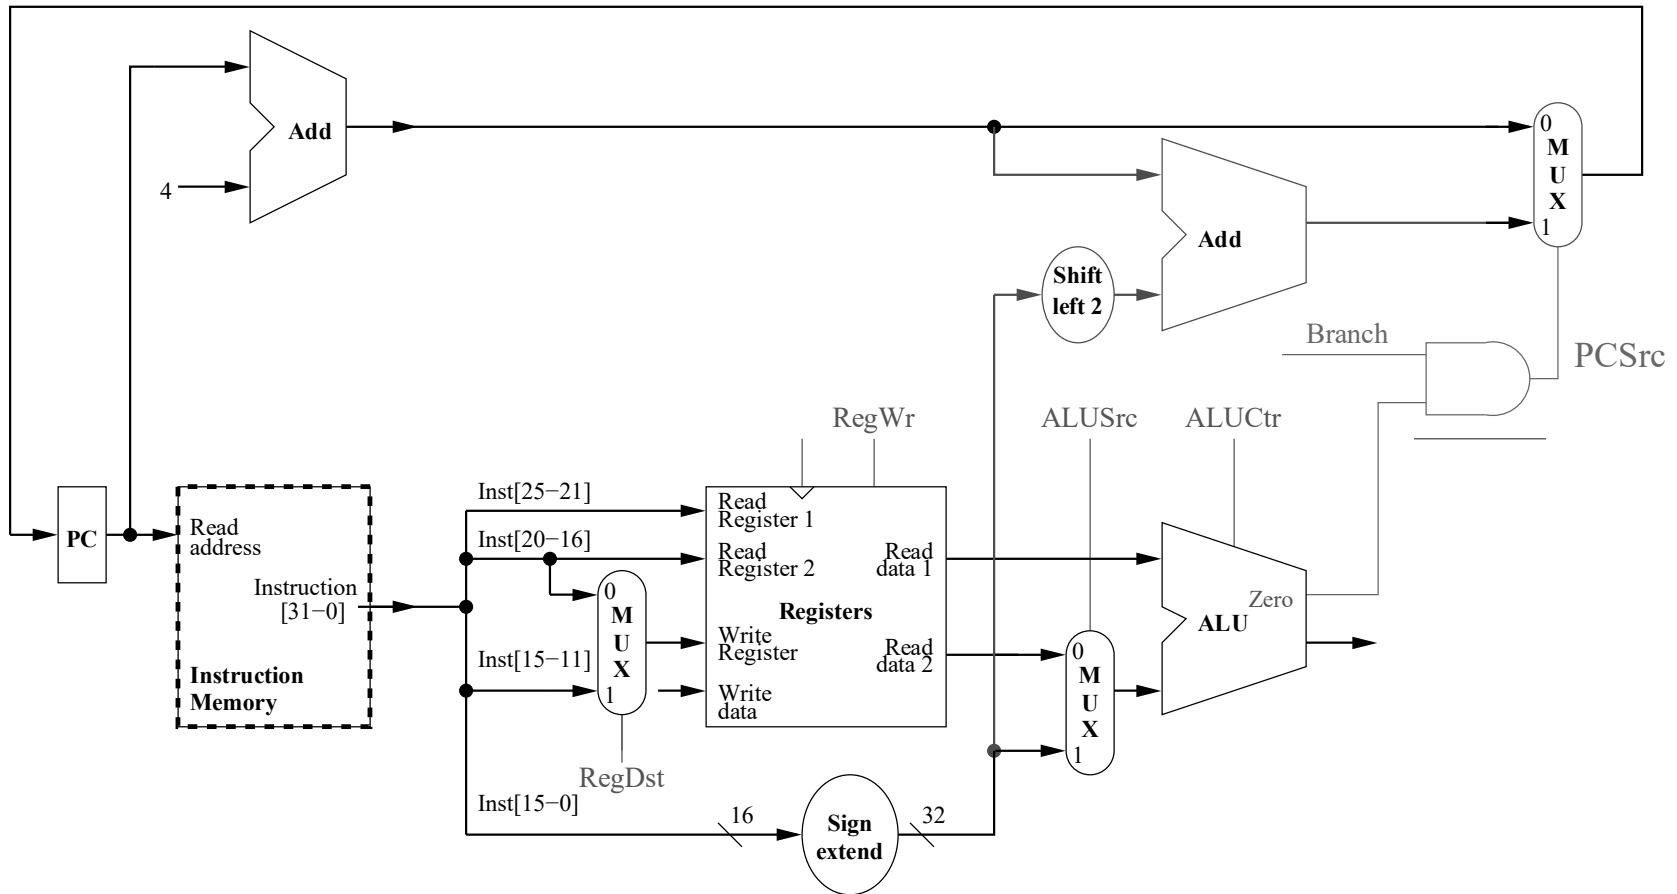 0
M
U
X
1
Add
4
Add
Shift
left 2
Branch
PCSrc
RegWr
ALUSrc
ALUCtr
PC
Read
address
Instruction
[31−0]
Instruction
Memory
Inst[25−21]
Inst[20−16]
Inst[15−11]
Inst[15−0]
0
M
U
X
1
RegDst
Read
Register 1
Read
Register 2
Write
Register
Write
data
Registers
Read
data 1
Read
data 2
0
M
U
X
1
Zero
ALU
16
Sign
extend
32